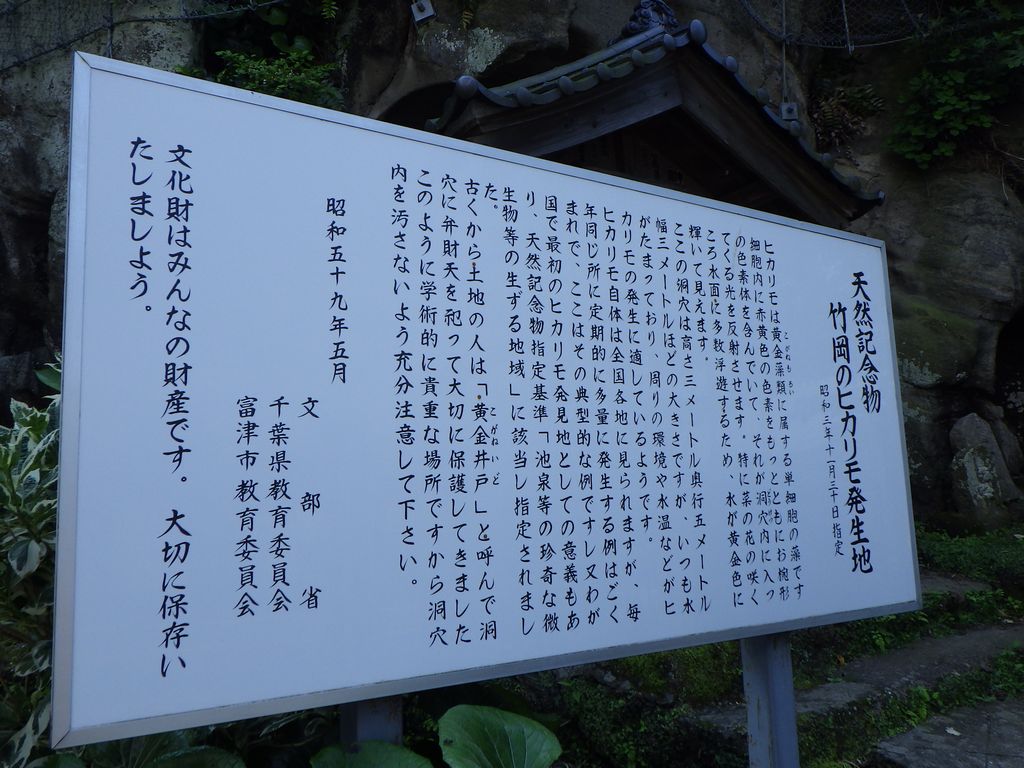 天然記念物
竹岡のヒカリモ発生地
昭和三年十一月三十日指定
ヒカリモは黄金藻類に属する単細胞の藻です
こがねもるい
細胞内に赤黄色の色素をもっとともにお椀形
の色素体を含んでいて、それが洞穴内に入っ
てくる光を反射させます。特に菜の花の咲く
ころ水面に多数浮遊するため、水が黄金色に
輝いて見えます。
ここの洞穴は高さ三メートル奥行五メートル
幅三メートルほどの大きさですが、いつも水
がたまっており、周りの環境や水温などがヒ
カリモの発生に適しているようです。
ヒカリモ自体は全国各地に見られますが、毎
年同じ所に定期的に多量に発生する例はごく
まれで、ここはその典型的な例ですし又わが
国で最初のヒカリモ発見地としての意義もあ
り、天然記念物指定基準「池泉等の珍奇な微
生物等の生ずる地域」に該当し指定されまし
た。
古くから土地の人は「黄金井戸」と呼んで洞
こがねいど
穴に弁財天を祀って大切に保護してきました
このように学術的に貴重な場所ですから洞穴
内を汚さないよう充分注意して下さい。
昭和五十九年五月
文部省
千葉県教育委員会
富津市教育委員会
文化財はみんなの財産です。大切に保存い
たしましよう。